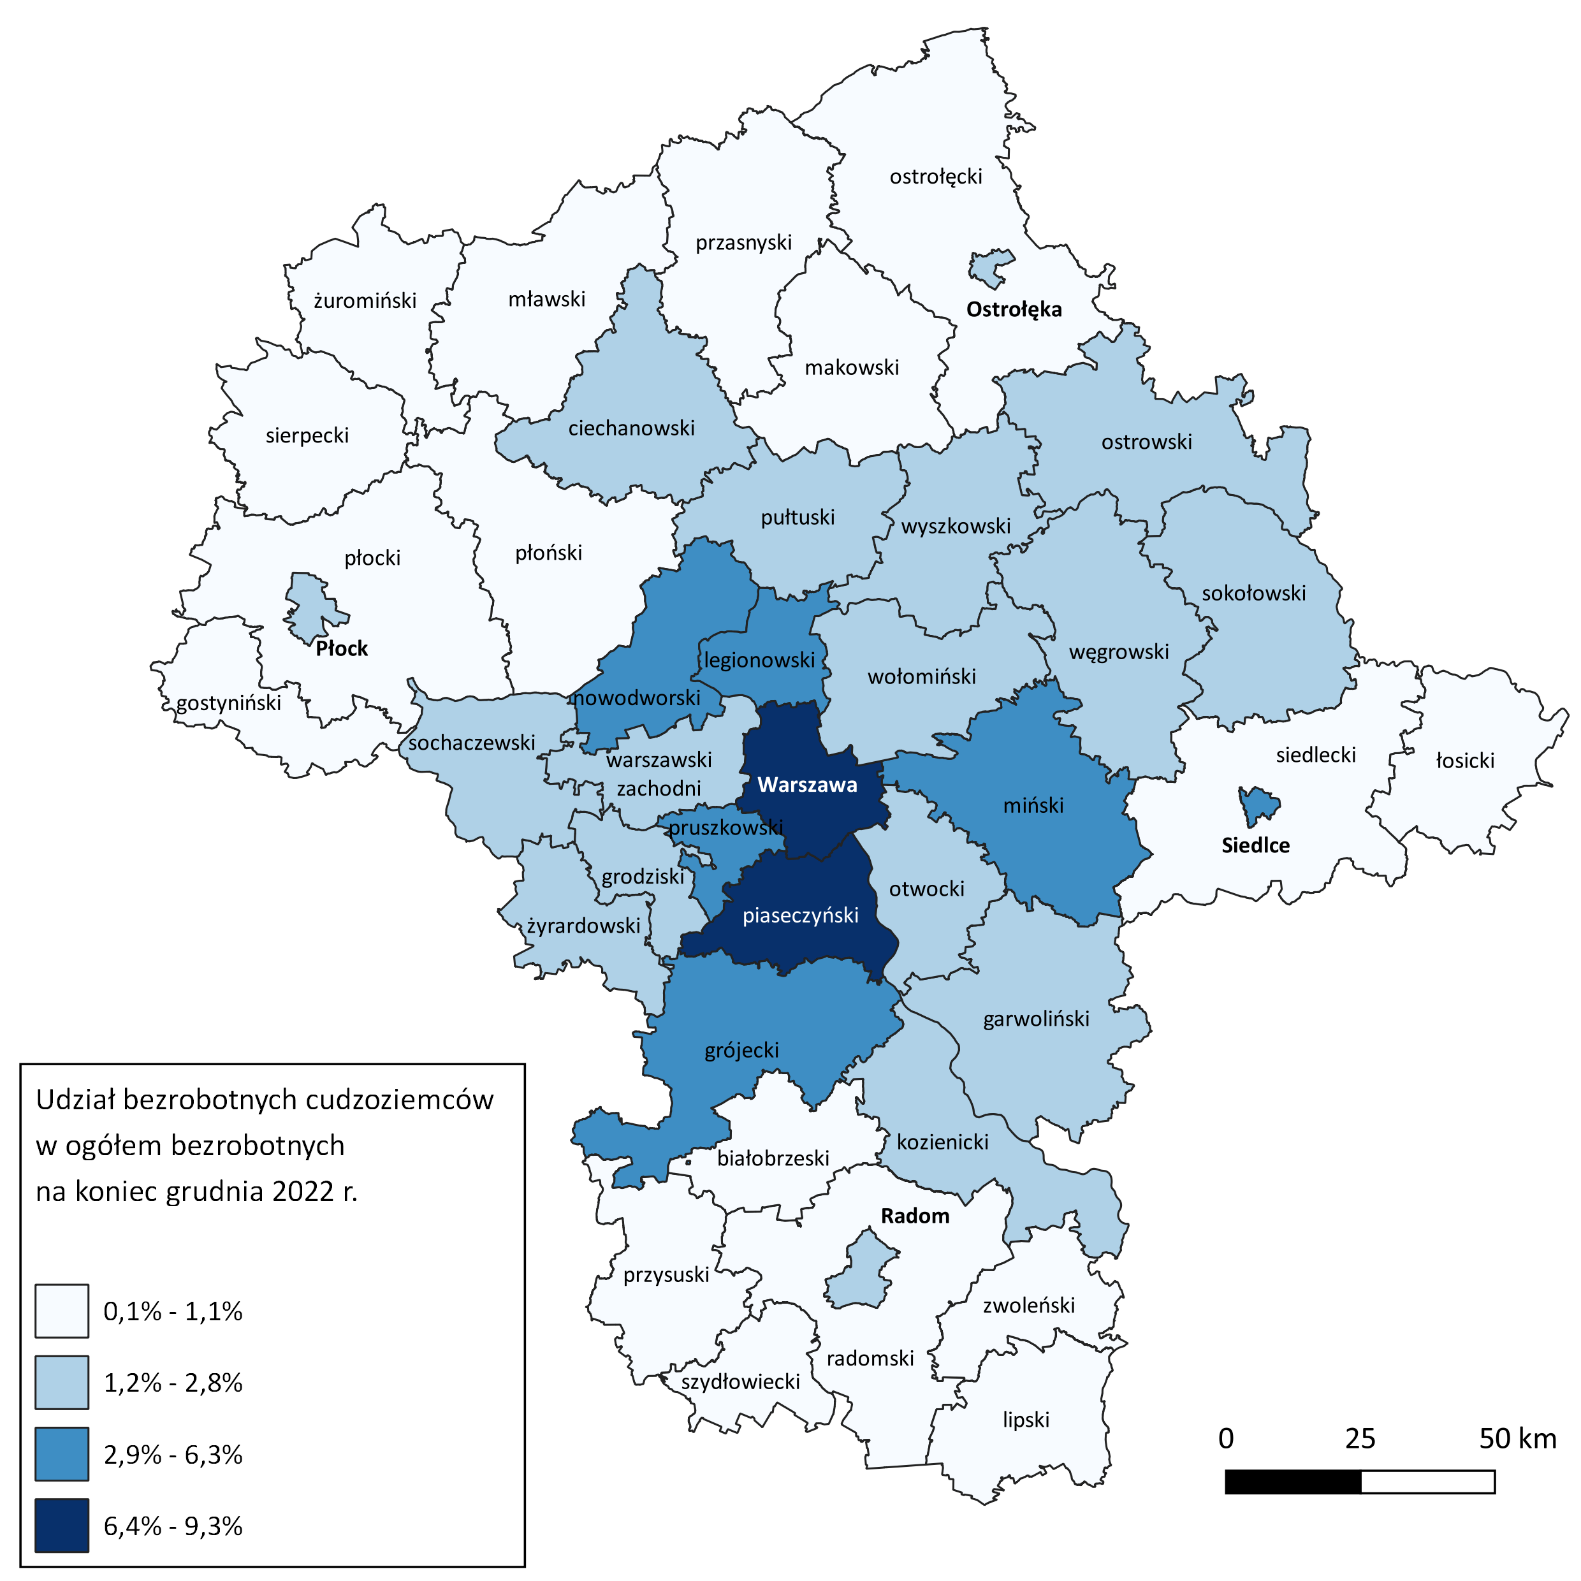 ostrołęcki
przasnyski
żuromiński
mławski
Ostrołęka
makowski
sierpecki
ciechanowski
ostrowski
pułtuski
wyszkowski
płocki
płoński
sokołowski
Płock
legionowski
węgrowski
wołomiński
nowodworski
gostyniński
sochaczewski
warszawski
zachodni
siedlecki
łosicki
Warszawa
miński
pruszkowski
Siedlce
grodziski
otwocki
piaseczyński
żyrardowski
garwoliński
grójecki
kozienicki
białobrzeski
Radom
przysuski
zwoleński
radomski
szydłowiecki
lipski
Udział bezrobotnych cudzoziemców
w ogółem bezrobotnych
na koniec grudnia 2022 r.
0,1% - 1,1%
1,2% - 2,8%
2,9% - 6,3%
6,4% - 9,3%
0 25 50 km